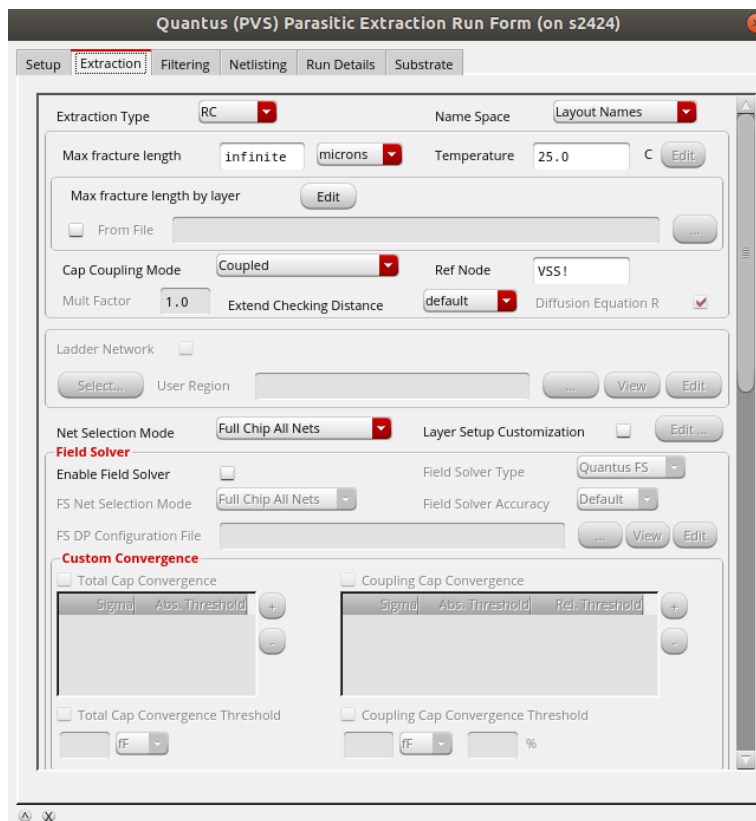 Quantus (PVS) Parasitic Extraction Run Form (on s2424)
Setup Extraction Filtering Netlisting Run Details Substrate
Extraction Type RC Name Space Layout Names
Max fracture length infinite microns Temperature 25.0 C Edit
Max fracture length by layer Edit
From File ...
Cap Coupling Mode Coupled Ref Node VSS!
Mult Factor 1.0 Extend Checking Distance default Diffusion Equation R
Ladder Network
Select... User Region ... View Edit
Net Selection Mode Full Chip All Nets Layer Setup Customization Edit ...
Field Solver
Enable Field Solver Field Solver Type Quantus FS
FS Net Selection Mode Full Chip All Nets Field Solver Accuracy Default
FS DP Configuration File ... View Edit
Custom Convergence
Total Cap Convergence Coupling Cap Convergence
Sigma Abs. Threshold + Sigma Abs. Threshold Rel. Threshold +
- -
Total Cap Convergence Threshold Coupling Cap Convergence Threshold
fF fF %